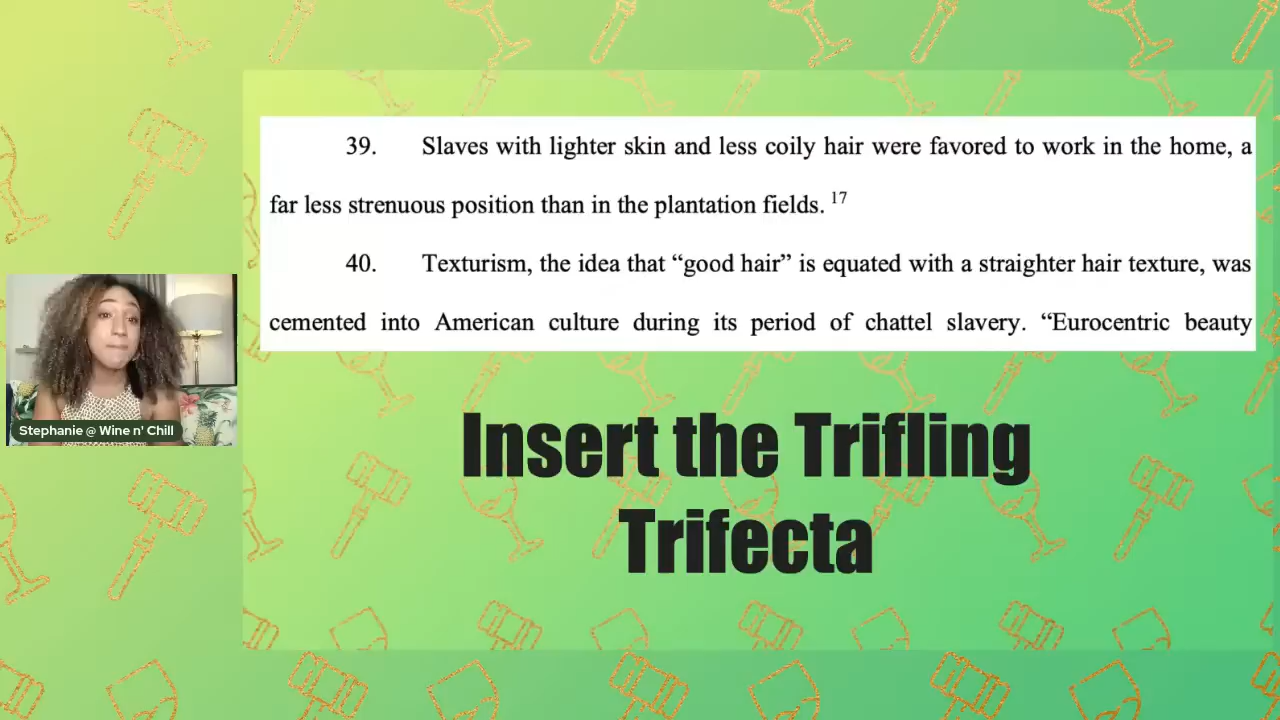 39. Slaves with lighter skin and less coily hair were favored to work in the home, a
far less strenuous position than in the plantation fields. 17
40. Texturism, the idea that “good hair” is equated with a straighter hair texture, was
cemented into American culture during its period of chattel slavery. “Eurocentric beauty
Stephanie @ Wine n' Chill
Insert the Trifling
Trifecta